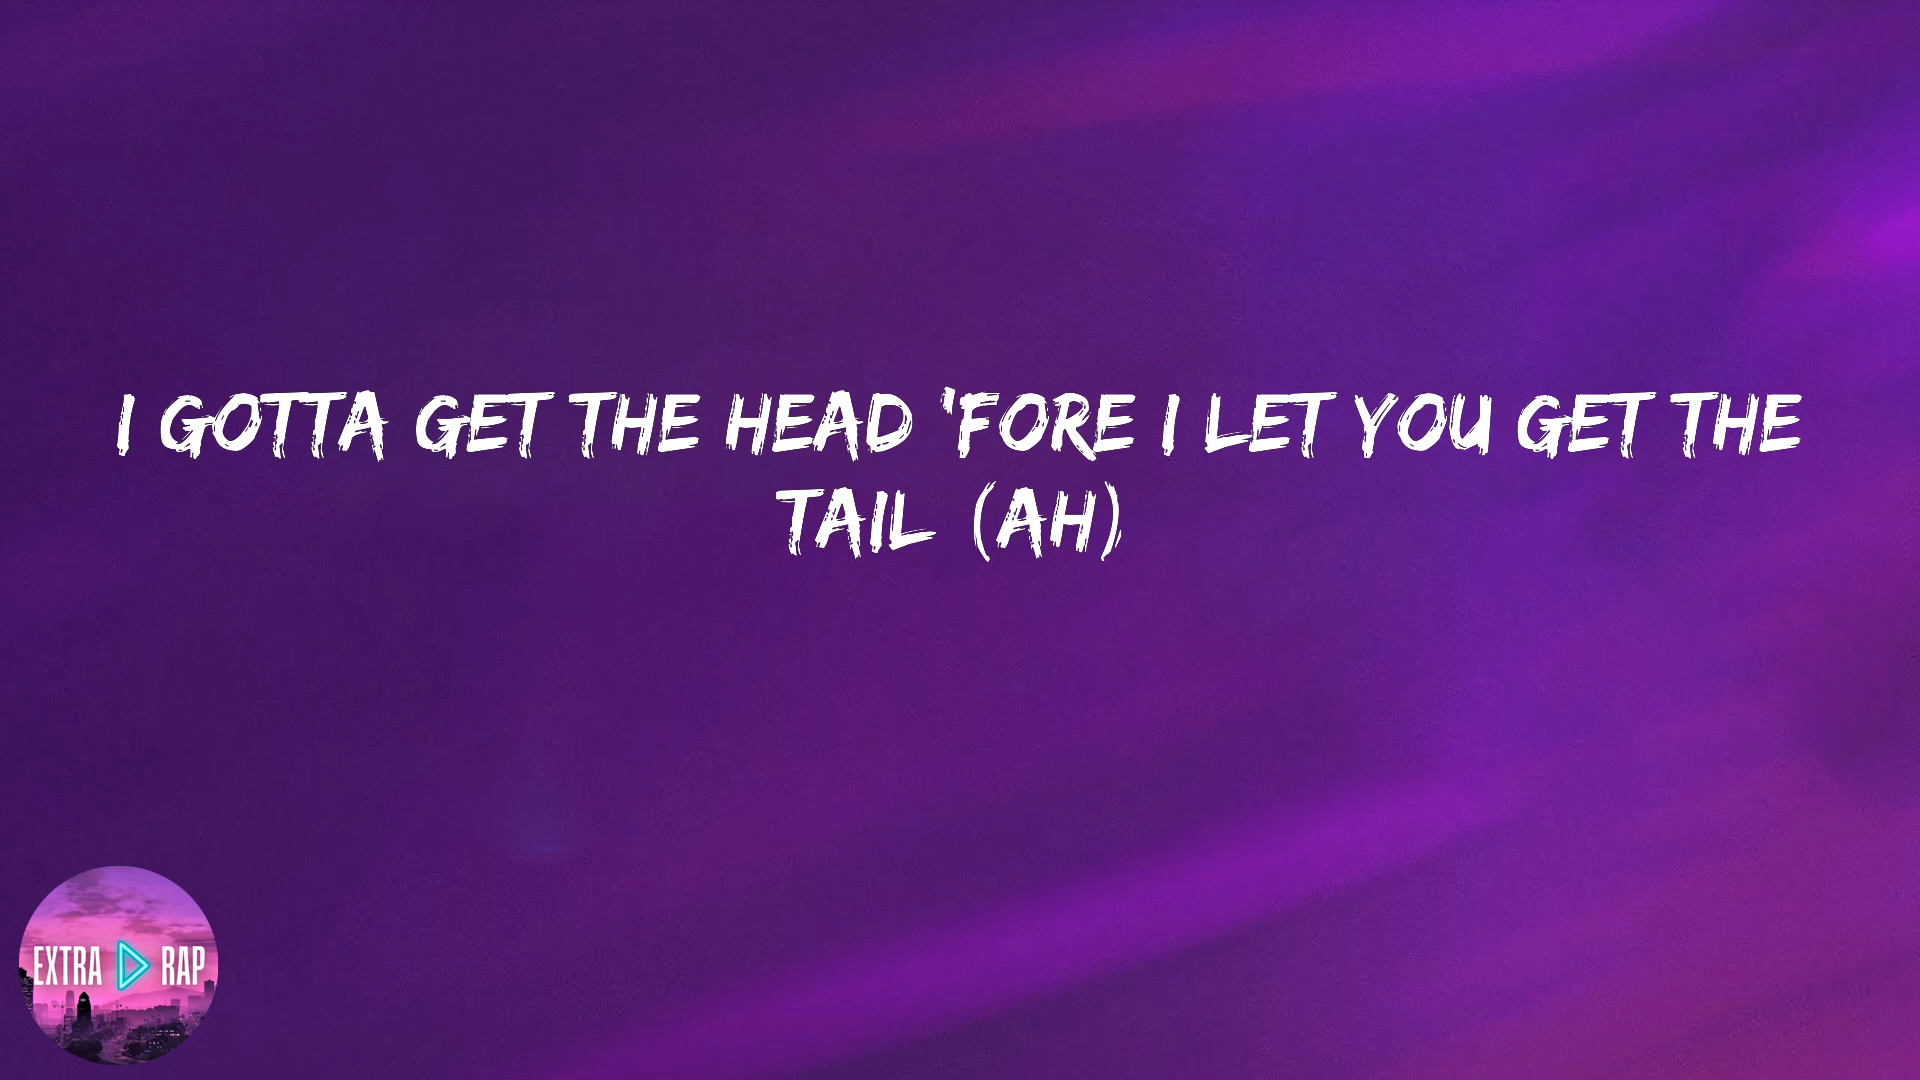 I GOTTA GET THE HEAD 'FORE I LET YOU GET THE
TAIL (AH)
EXTRA RAP